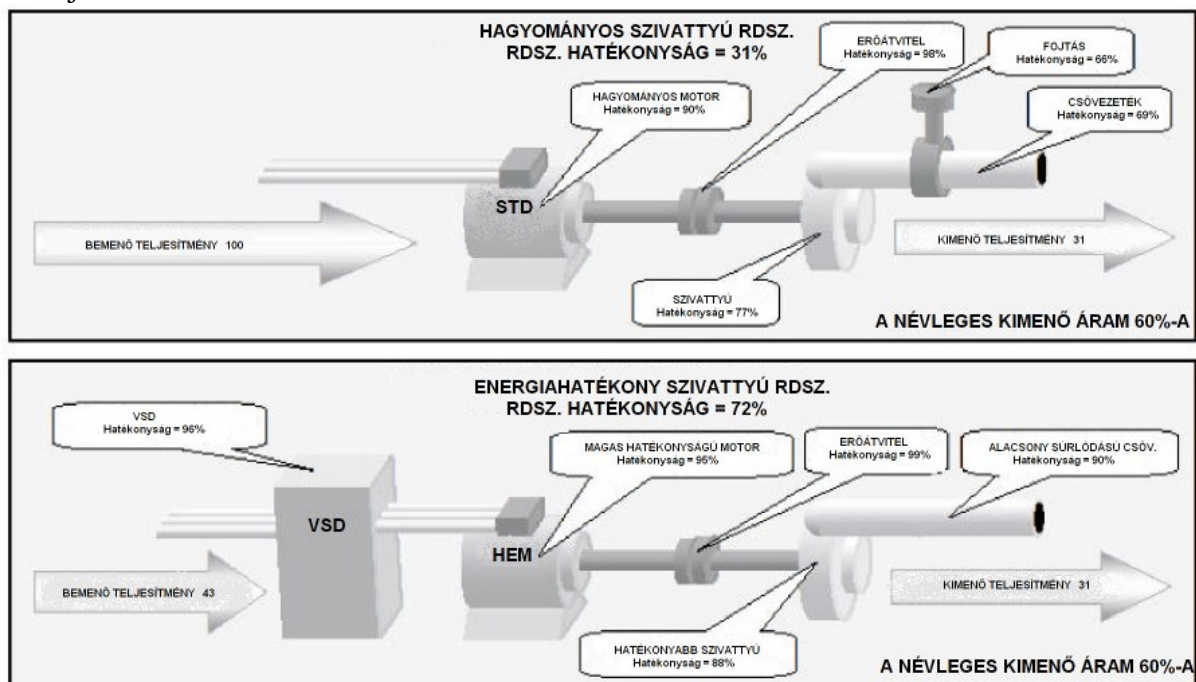 HAGYOMÁNYOS SZIVATTYÚ RDSZ.
RDSZ. HATÉKONYSÁG = 31%
ERŐÁTVITEL
Hatékonyság = 98%
FOJTÁS
Hatékonyság = 66%
HAGYOMÁNYOS MOTOR
Hatékonyság = 90%
CSŐVEZETÉK
Hatékonyság = 69%
STD
BEMENŐ TELJESÍTMÉNY 100
KIMENŐ TELJESÍTMÉNY 31
SZIVATTYÚ
Hatékonyság = 77%
A NÉVLEGES KIMENŐ ÁRAM 60%-A
ENERGIAHATÉKONY SZIVATTYÚ RDSZ.
RDSZ. HATÉKONYSÁG = 72%
VSD
Hatékonyság = 96%
MAGAS HATÉKONYSÁGÚ MOTOR
Hatékonyság = 95%
ERŐÁTVITEL
Hatékonyság = 99%
ALACSONY SÚRLÓDÁSÚ CSŐV.
Hatékonyság = 90%
VSD
HEM
BEMENŐ TELJESÍTMÉNY 43
KIMENŐ TELJESÍTMÉNY 31
HATÉKONYABB SZIVATTYÚ
Hatékonyság = 88%
A NÉVLEGES KIMENŐ ÁRAM 60%-A